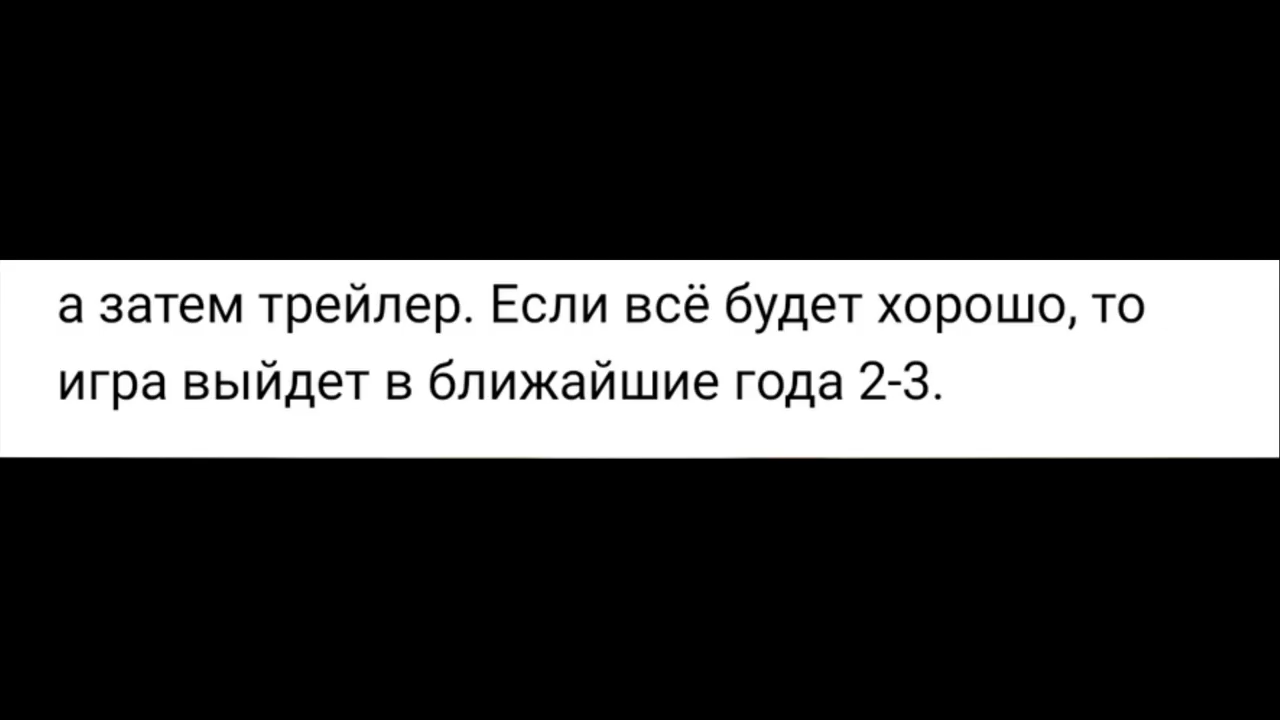 а затем трейлер. Если всё будет хорошо, то
игра выйдет в ближайшие года 2-3.